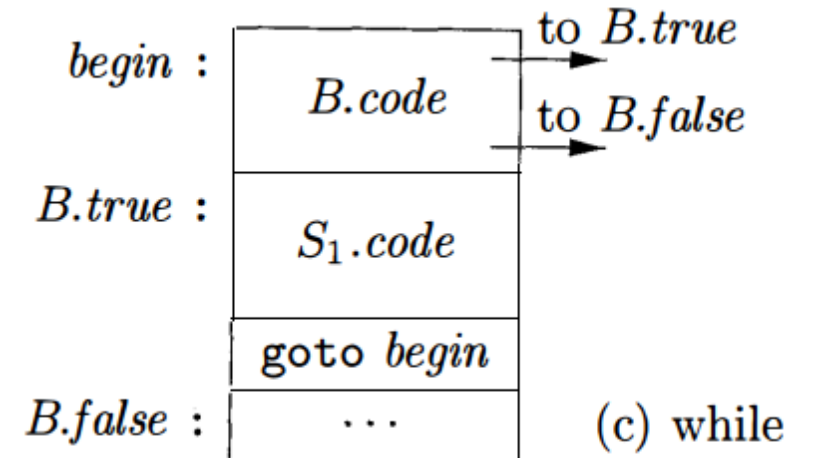 to B.true
begin :
B.code
to B.false
B.true :
S₁.code
goto begin
B.false :
...
(c) while